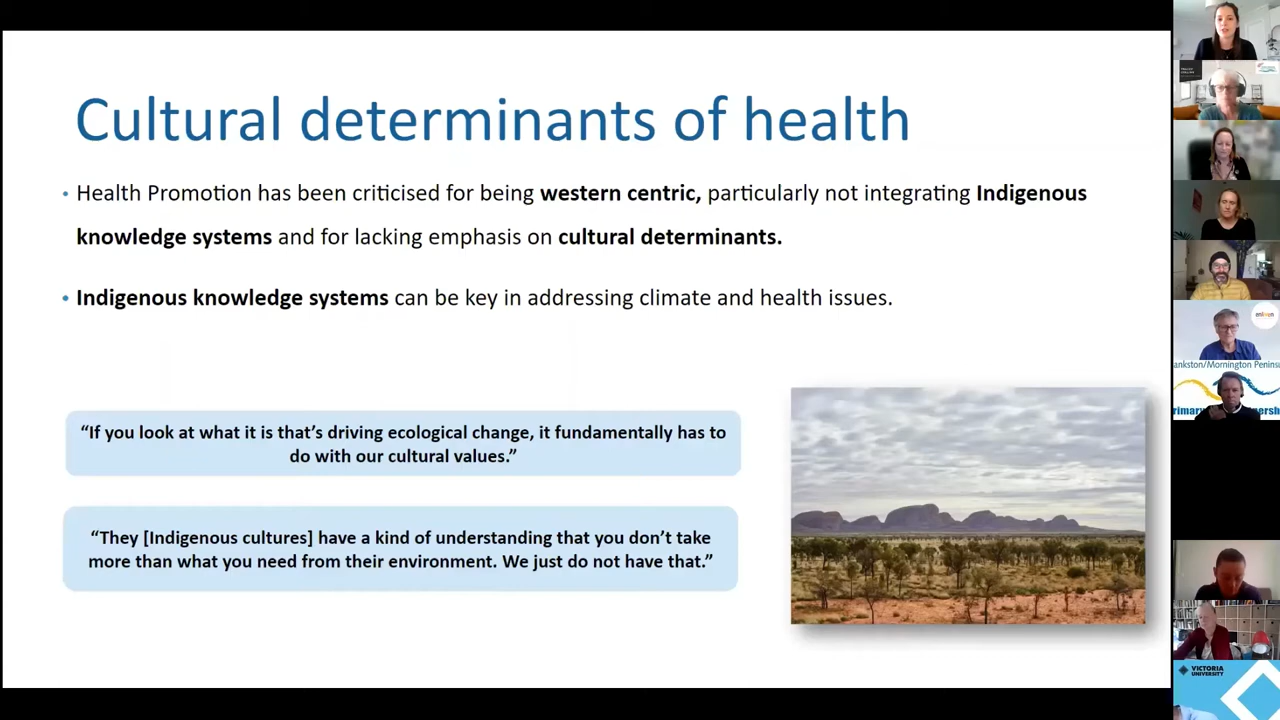 Cultural determinants of health
• Health Promotion has been criticised for being western centric, particularly not integrating Indigenous
knowledge systems and for lacking emphasis on cultural determinants.
• Indigenous knowledge systems can be key in addressing climate and health issues.
“If you look at what it is that’s driving ecological change, it fundamentally has to
do with our cultural values.”
“They [Indigenous cultures] have a kind of understanding that you don’t take
more than what you need from their environment. We just do not have that.”
VICTORIA
UNIVERSITY